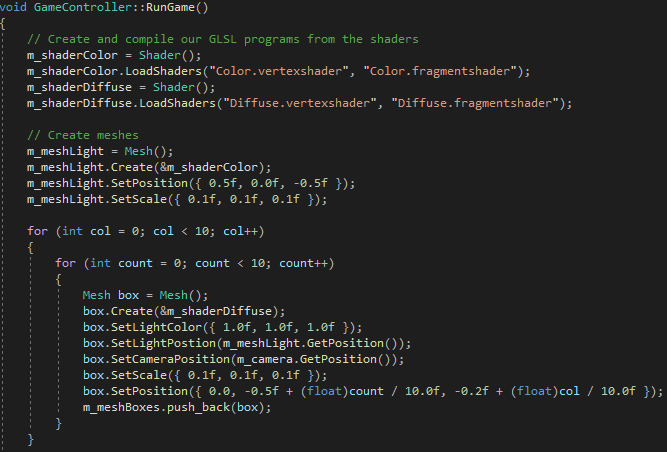 void GameController::RunGame()
{
// Create and compile our GLSL programs from the shaders
m_shaderColor = Shader();
m_shaderColor.LoadShaders("Color.vertexshader", "Color.fragmentshader");
m_shaderDiffuse = Shader();
m_shaderDiffuse.LoadShaders("Diffuse.vertexshader", "Diffuse.fragmentshader");
// Create meshes
m_meshLight = Mesh();
m_meshLight.Create(&m_shaderColor);
m_meshLight.SetPosition({ 0.5f, 0.0f, -0.5f });
m_meshLight.SetScale({ 0.1f, 0.1f, 0.1f });
for (int col = 0; col < 10; col++)
{
for (int count = 0; count < 10; count++)
{
Mesh box = Mesh();
box.Create(&m_shaderDiffuse);
box.SetLightColor({ 1.0f, 1.0f, 1.0f });
box.SetLightPostion(m_meshLight.GetPosition());
box.SetCameraPosition(m_camera.GetPosition());
box.SetScale({ 0.1f, 0.1f, 0.1f });
box.SetPosition({ 0.0, -0.5f + (float)count / 10.0f, -0.2f + (float)col / 10.0f });
m_meshBoxes.push_back(box);
}
}